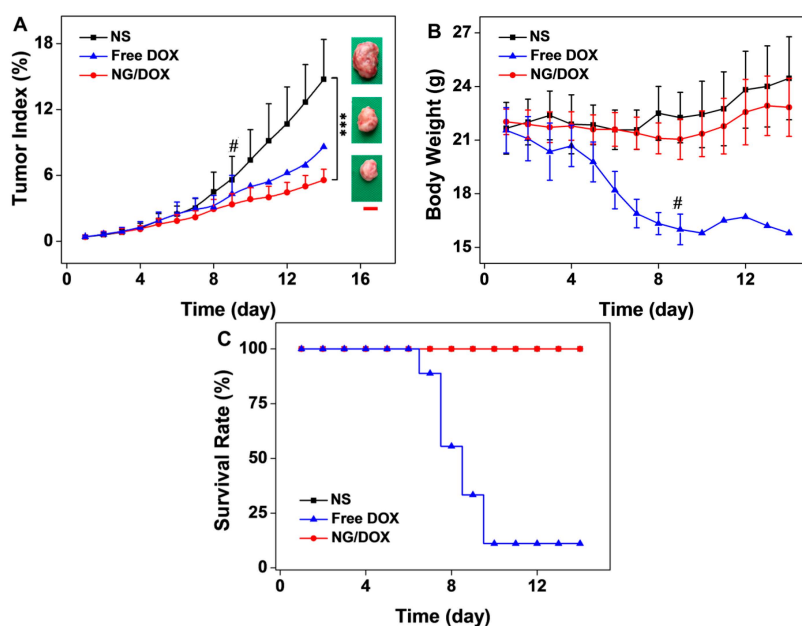 A
NS
Free DOX
NG/DOX
Tumor Index (%)
18
12
6
0
#
***
0
4
8
12
16
Time (day)
B
NS
Free DOX
NG/DOX
Body Weight (g)
27
24
21
18
15
#
0
4
8
12
Time (day)
C
Survival Rate (%)
100
75
50
25
0
NS
Free DOX
NG/DOX
0
4
8
12
Time (day)